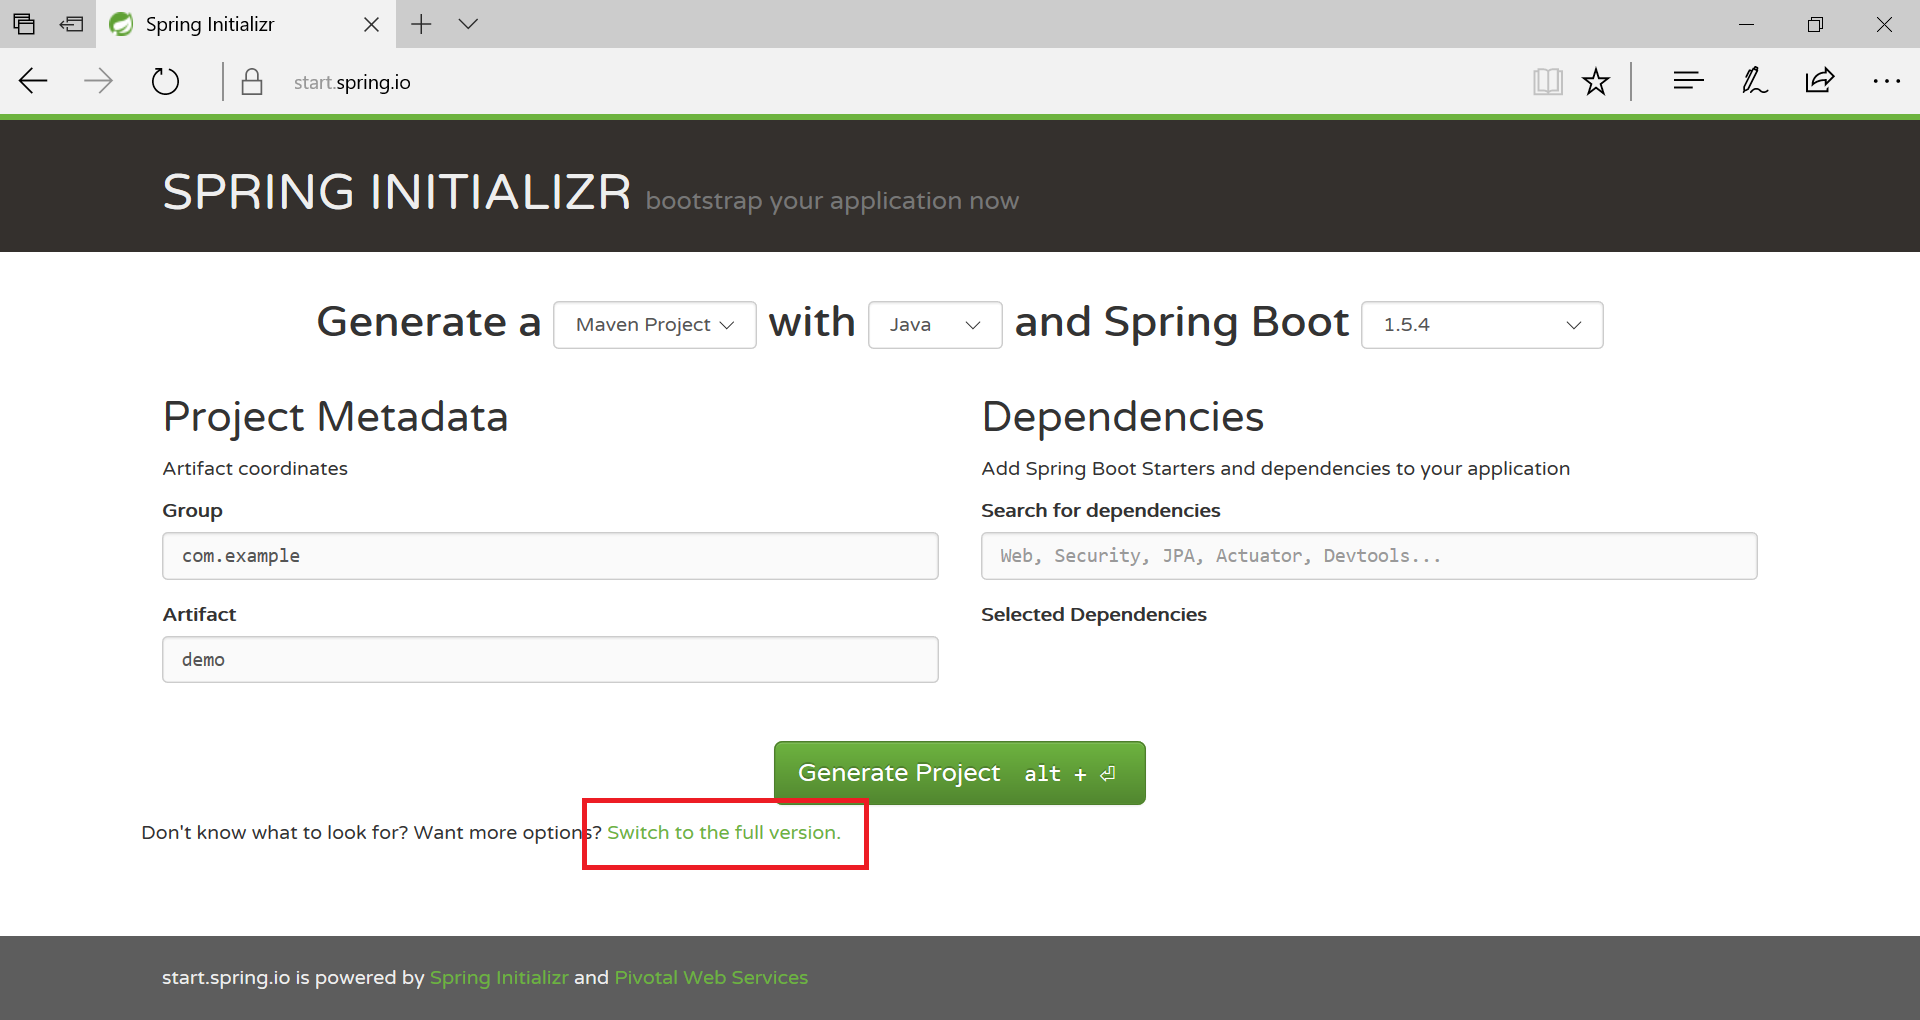 Spring Initializr
start.spring.io
SPRING INITIALIZR bootstrap your application now
Generate a Maven Project with Java and Spring Boot 1.5.4
Project Metadata
Artifact coordinates
Group
com.example
Artifact
demo
Dependencies
Add Spring Boot Starters and dependencies to your application
Search for dependencies
Web, Security, JPA, Actuator, Devtools...
Selected Dependencies
Generate Project alt + ⏎
Don't know what to look for? Want more options? Switch to the full version.
start.spring.io is powered by Spring Initializr and Pivotal Web Services